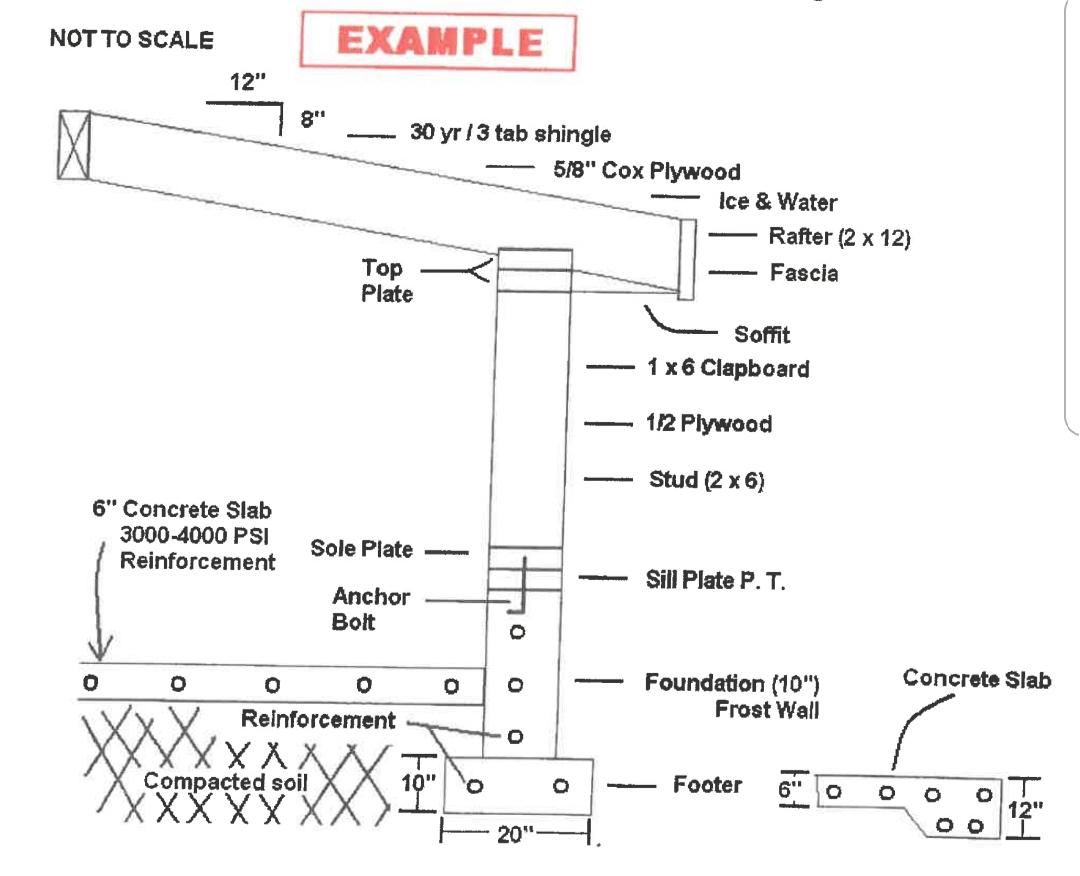 NOT TO SCALE
EXAMPLE
12"
8"
30 yr / 3 tab shingle
5/8" Cox Plywood
Ice & Water
Rafter (2 x 12)
Fascia
Top
Plate
Soffit
1 x 6 Clapboard
1/2 Plywood
Stud (2 x 6)
6" Concrete Slab
3000-4000 PSI
Reinforcement
Sole Plate
Sill Plate P. T.
Anchor
Bolt
Foundation (10")
Frost Wall
Concrete Slab
Reinforcement
Compacted soil
10"
Footer
6"
12"
20"